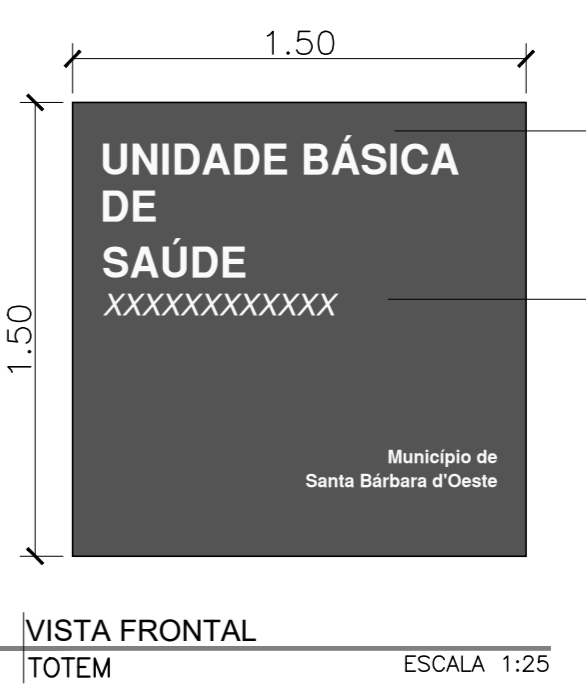 1.50
1.50
UNIDADE BÁSICA
DE
SAÚDE
XXXXXXXXXXXX
Município de
Santa Bárbara d'Oeste
VISTA FRONTAL
TOTEM
ESCALA 1:25